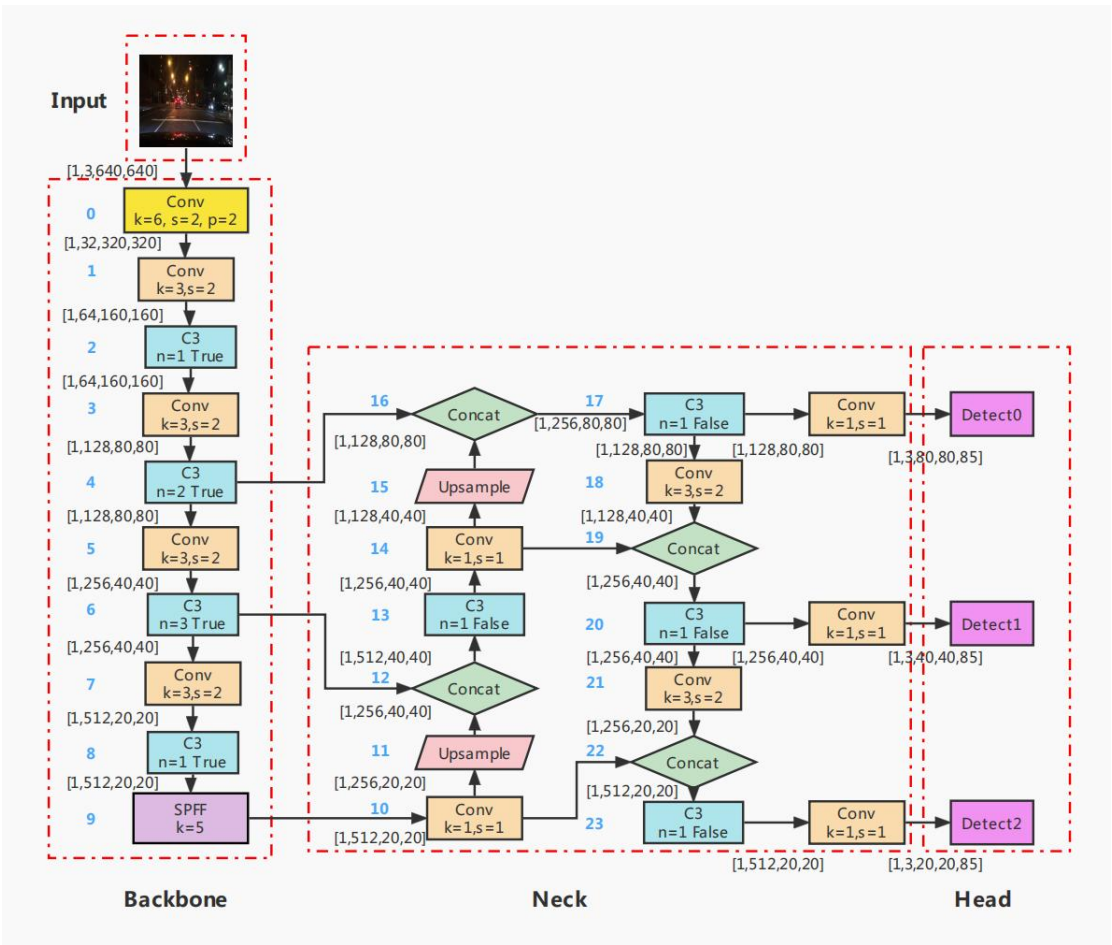 Input
[1,3,640,640]
0
Conv
k=6, s=2, p=2
[1,32,320,320]
1
Conv
k=3,s=2
[1,64,160,160]
2
C3
n=1 True
[1,64,160,160]
3
Conv
k=3,s=2
[1,128,80,80]
4
C3
n=2 True
[1,128,80,80]
5
Conv
k=3,s=2
[1,256,40,40]
6
C3
n=3 True
[1,256,40,40]
7
Conv
k=3,s=2
[1,512,20,20]
8
C3
n=1 True
[1,512,20,20]
9
SPFF
k=5
Backbone
16
Concat
[1,128,80,80]
15
Upsample
[1,128,40,40]
14
Conv
k=1,s=1
[1,256,40,40]
13
C3
n=1 False
[1,512,40,40]
12
Concat
[1,256,40,40]
11
Upsample
[1,256,20,20]
10
Conv
k=1,s=1
[1,512,20,20]
17
[1,256,80,80]
C3
n=1 False
[1,128,80,80]
[1,128,80,80]
Conv
k=1,s=1
18
Conv
k=3,s=2
[1,128,40,40]
19
Concat
[1,256,40,40]
20
C3
n=1 False
[1,256,40,40]
[1,256,40,40]
Conv
k=1,s=1
21
Conv
k=3,s=2
[1,256,20,20]
22
Concat
[1,512,20,20]
23
C3
n=1 False
[1,512,20,20]
Conv
k=1,s=1
Neck
Detect0
[1,3,80,80,85]
Detect1
[1,3,40,40,85]
Detect2
[1,3,20,20,85]
Head